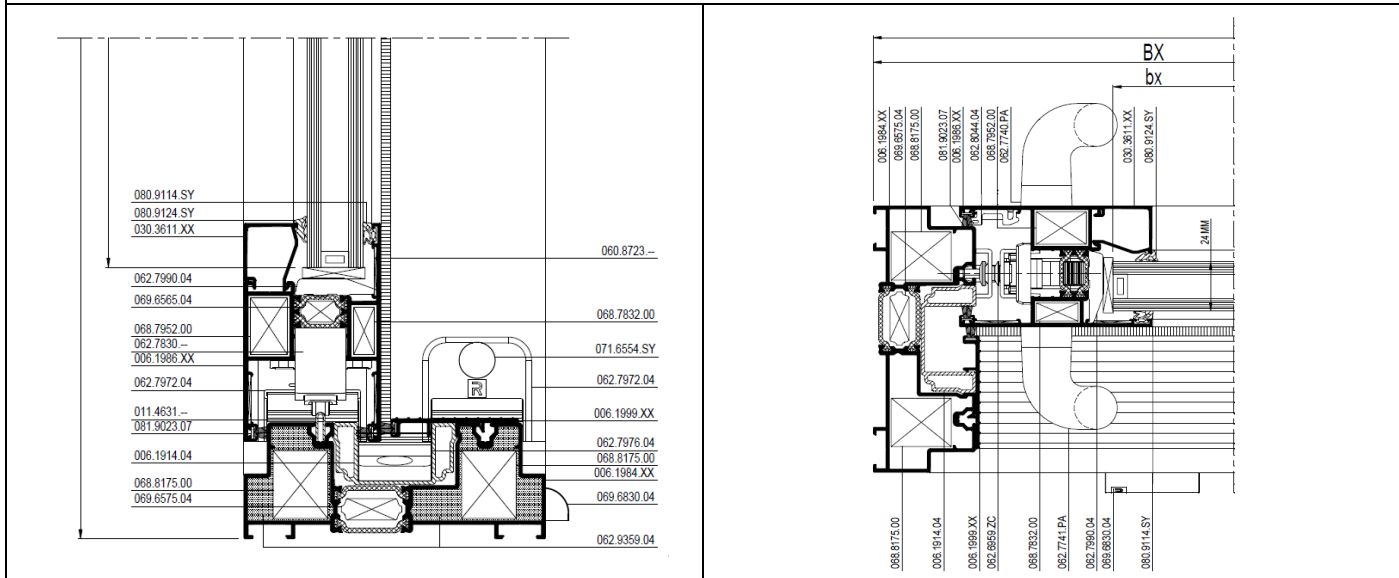 080.9114.SY
080.9124.SY
030.3611.XX
062.7990.04
069.6565.04
068.7952.00
062.7830.--
006.1986.XX
062.7972.04
011.4631.--
081.9023.07
006.1914.04
068.8175.00
069.6575.04
060.8723.--
068.7832.00
071.6554.SY
062.7972.04
006.1999.XX
062.7976.04
068.8175.00
006.1984.XX
069.6830.04
062.9359.04
R
BX
bx
006.1984.XX
069.6575.04
068.8175.00
081.9023.07
006.1986.XX
062.8044.04
068.7952.00
062.7740.PA
030.3611.XX
080.9124.SY
24 MM
068.8175.00
006.1914.04
006.1999.XX
062.6959.ZC
068.7832.00
062.7741.PA
062.7990.04
069.6830.04
080.9114.SY